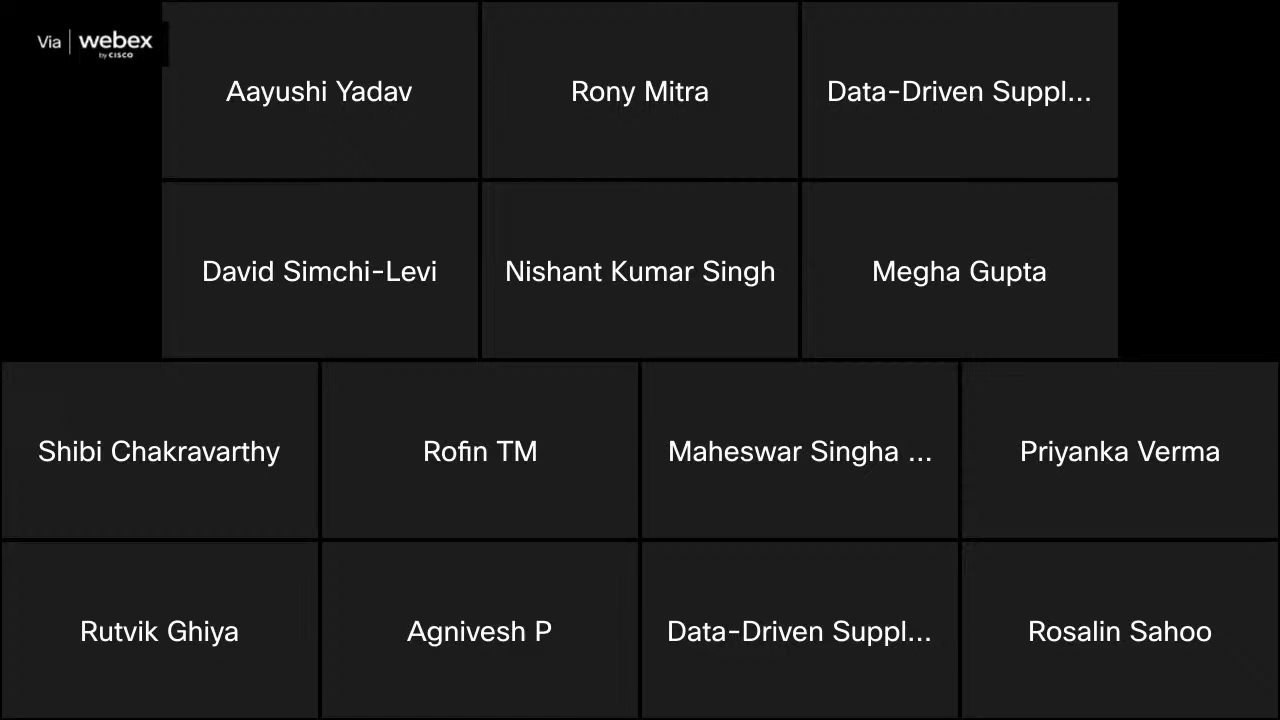 Via | webex
by CISCO
Aayushi Yadav
Rony Mitra
Data-Driven Suppl...
David Simchi-Levi
Nishant Kumar Singh
Megha Gupta
Shibi Chakravarthy
Rofin TM
Maheswar Singha ...
Priyanka Verma
Rutvik Ghiya
Agnivesh P
Data-Driven Suppl...
Rosalin Sahoo